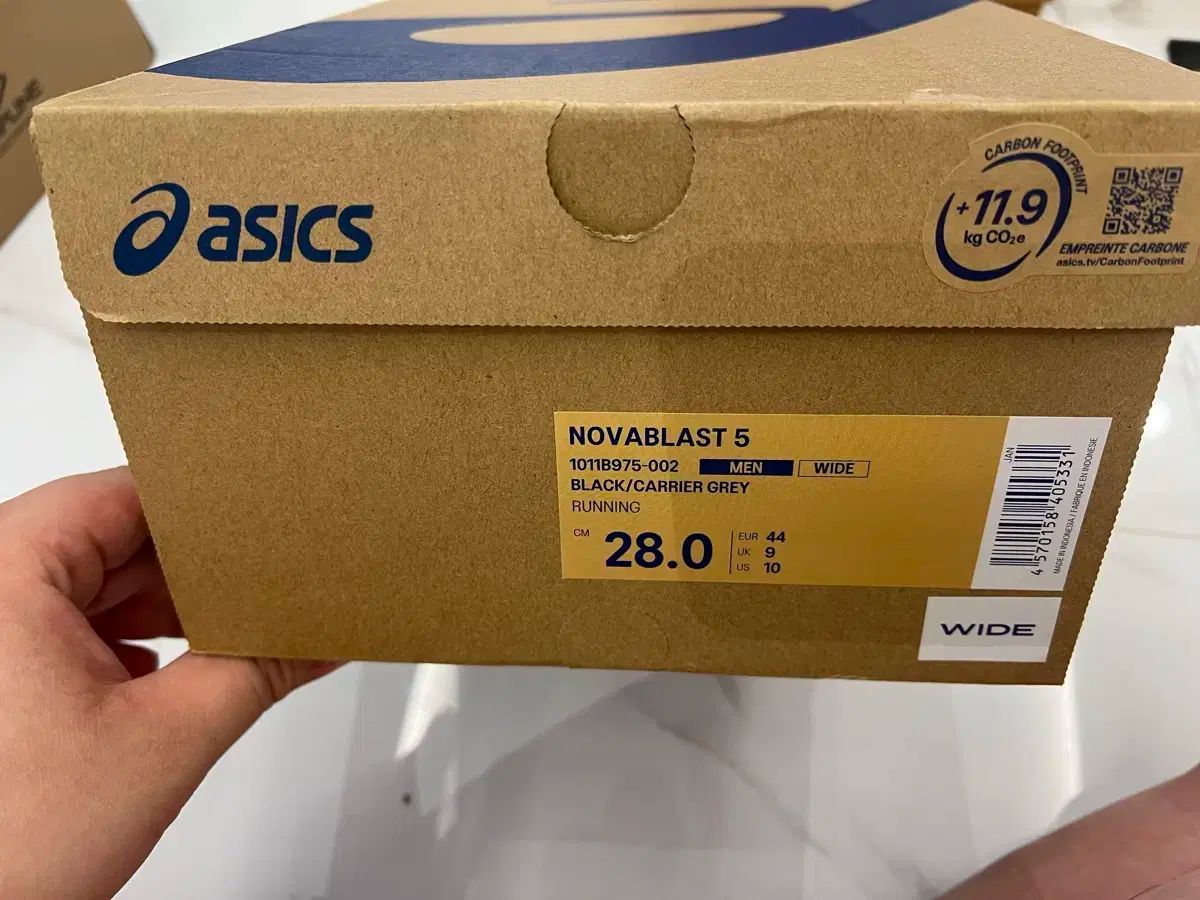 asics
CARBON FOOTPRINT
+11.9
kg CO₂e
EMPREINTE CARBONE
asics.tv/CarbonFootprint
NOVABLAST 5
1011B975-002 MEN WIDE
BLACK/CARRIER GREY
RUNNING
CM 28.0
EUR 44
UK 9
US 10
JAN
4 570158 405331
MADE IN INDONESIA / FABRIQUE EN INDONESIE
WIDE